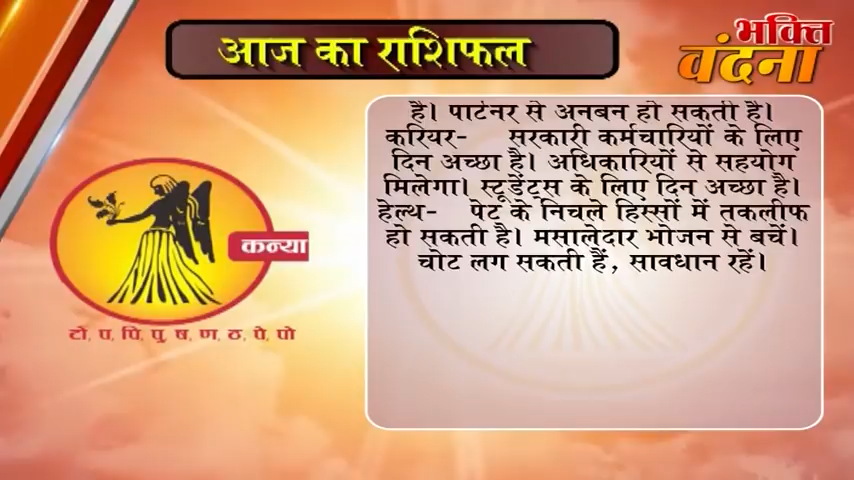 आज का राशिफल
भक्ति
वंदना
है। पार्टनर से अनबन हो सकती है।
करियर- सरकारी कर्मचारियों के लिए
दिन अच्छा है। अधिकारियों से सहयोग
मिलेगा। स्टूडेंट्स के लिए दिन अच्छा है।
हेल्थ- पेट के निचले हिस्सों में तकलीफ
हो सकती है। मसालेदार भोजन से बचें।
चोट लग सकती हैं, सावधान रहें।
कन्या
टो, प, पि, पु, ष, ण, ठ, पे, पो